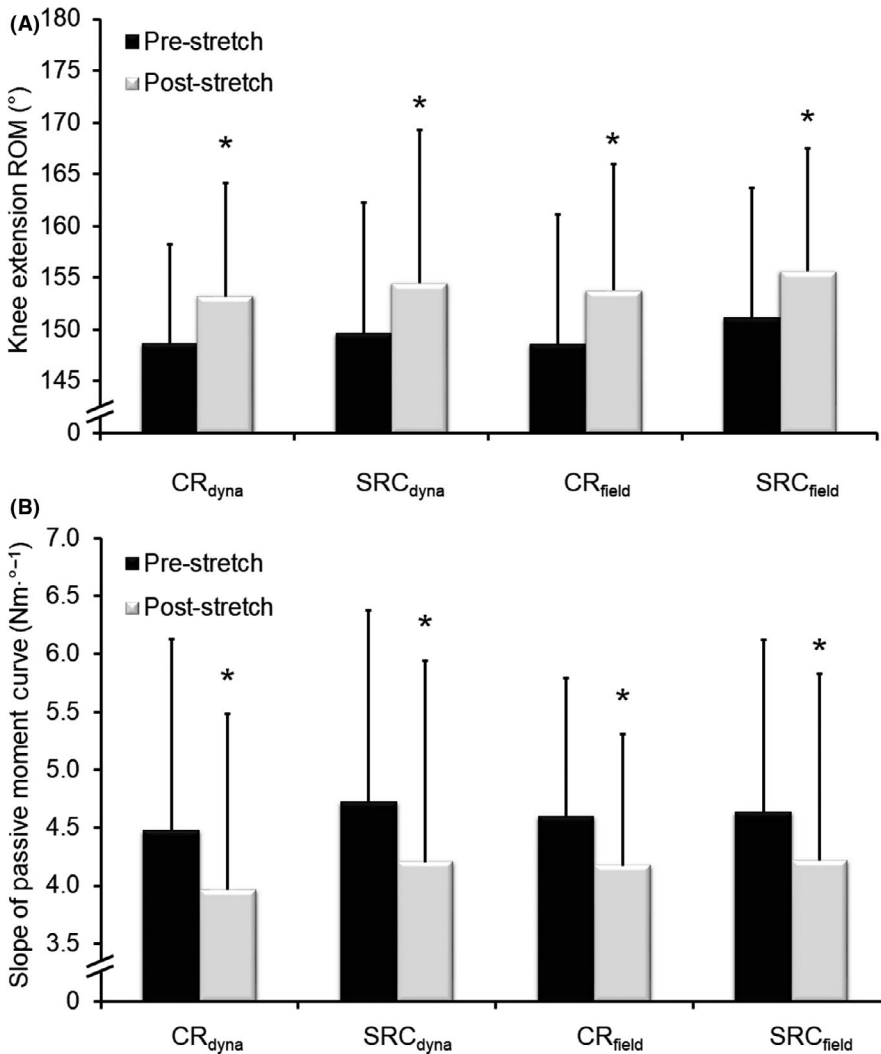 (A)
180
175
170
165
160
155
150
145
0
Knee extension ROM (°)
Pre-stretch
Post-stretch
* * * *
CRdyna SRCdyna CRfield SRCfield
(B)
7.0
6.5
6.0
5.5
5.0
4.5
4.0
3.5
0
Slope of passive moment curve (Nm·°−1)
Pre-stretch
Post-stretch
* * * *
CRdyna SRCdyna CRfield SRCfield